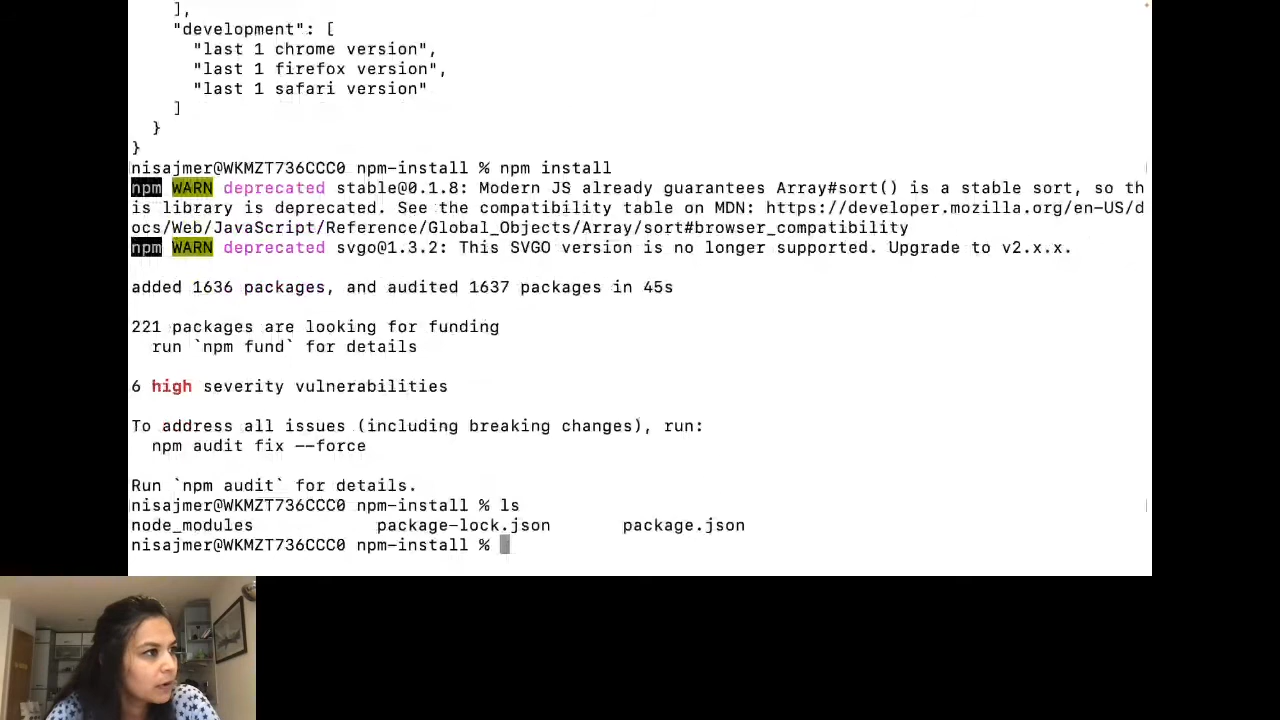 ],
"development": [
"last 1 chrome version",
"last 1 firefox version",
"last 1 safari version"
]
}
}
nisajmer@WKMZT736CCC0 npm-install % npm install
npm WARN deprecated stable@0.1.8: Modern JS already guarantees Array#sort() is a stable sort, so th
is library is deprecated. See the compatibility table on MDN: https://developer.mozilla.org/en-US/d
ocs/Web/JavaScript/Reference/Global_Objects/Array/sort#browser_compatibility
npm WARN deprecated svgo@1.3.2: This SVGO version is no longer supported. Upgrade to v2.x.x.
added 1636 packages, and audited 1637 packages in 45s
221 packages are looking for funding
run `npm fund` for details
6 high severity vulnerabilities
To address all issues (including breaking changes), run:
npm audit fix --force
Run `npm audit` for details.
nisajmer@WKMZT736CCC0 npm-install % ls
node_modules package-lock.json package.json
nisajmer@WKMZT736CCC0 npm-install %